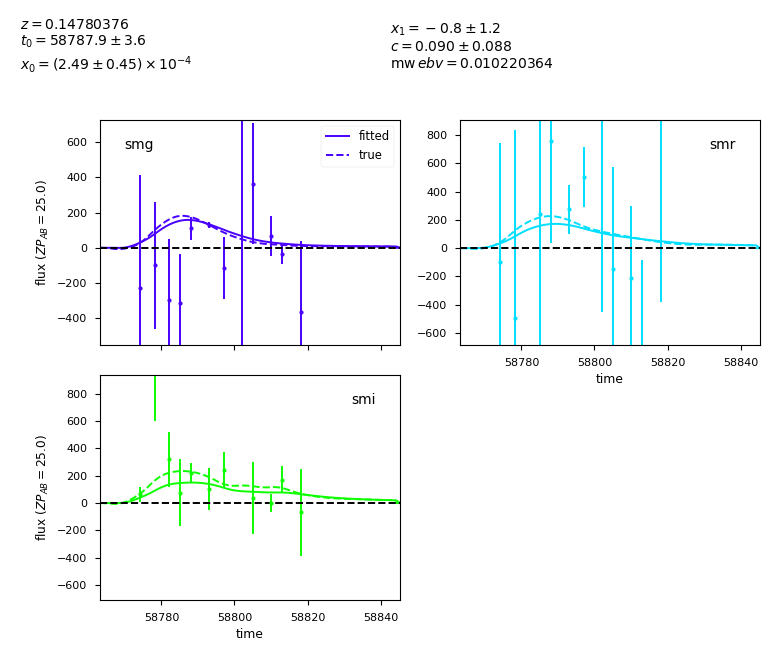 z = 0.14780376
t₀ = 58787.9 ± 3.6
x₀ = (2.49 ± 0.45) × 10⁻⁴
x₁ = −0.8 ± 1.2
c = 0.090 ± 0.088
mw ebv = 0.010220364
smg
fitted
true
600
400
200
0
−200
−400
flux (ZP_AB = 25.0)
smr
800
600
400
200
0
−200
−400
−600
58780 58800 58820 58840
time
smi
800
600
400
200
0
−200
−400
−600
flux (ZP_AB = 25.0)
58780 58800 58820 58840
time